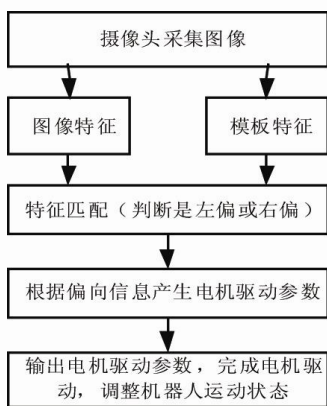 摄像头采集图像
图像特征
模板特征
特征匹配（判断是左偏或右偏）
根据偏向信息产生电机驱动参数
输出电机驱动参数，完成电机驱
动，调整机器人运动状态